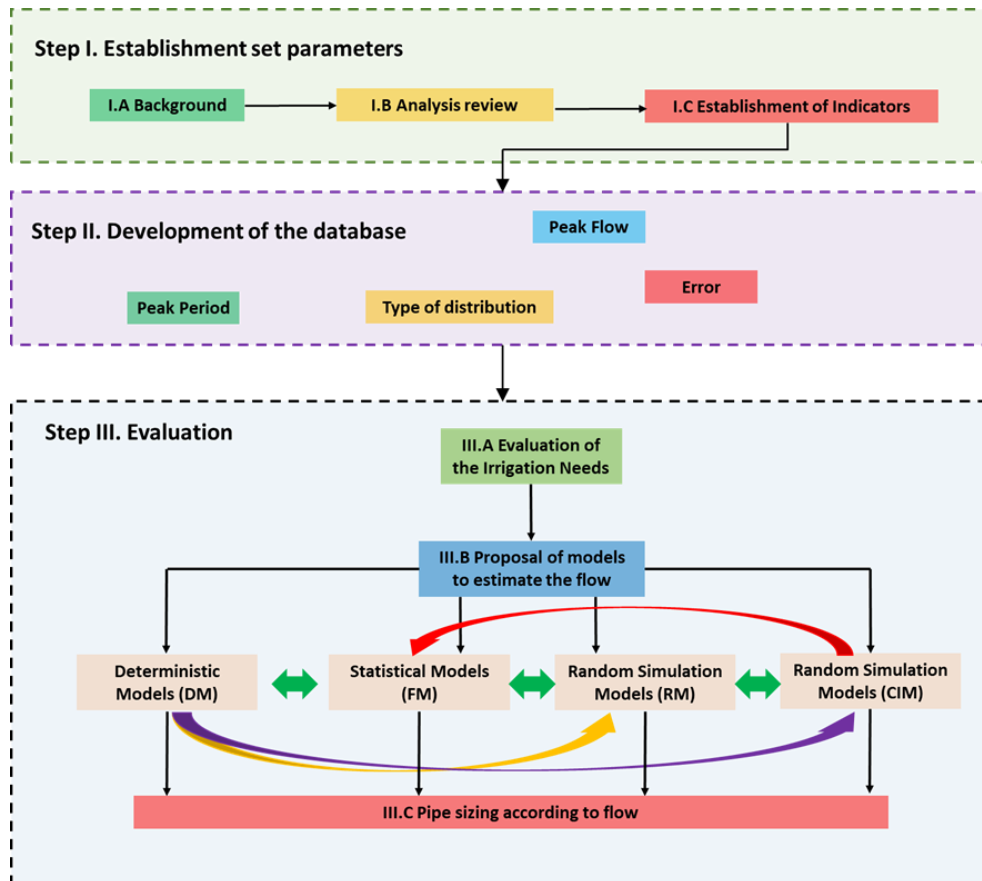 Step I. Establishment set parameters
I.A Background
I.B Analysis review
I.C Establishment of Indicators
Step II. Development of the database
Peak Flow
Error
Peak Period
Type of distribution
Step III. Evaluation
III.A Evaluation of
the Irrigation Needs
III.B Proposal of models
to estimate the flow
Deterministic
Models (DM)
Statistical Models
(FM)
Random Simulation
Models (RM)
Random Simulation
Models (CIM)
III.C Pipe sizing according to flow